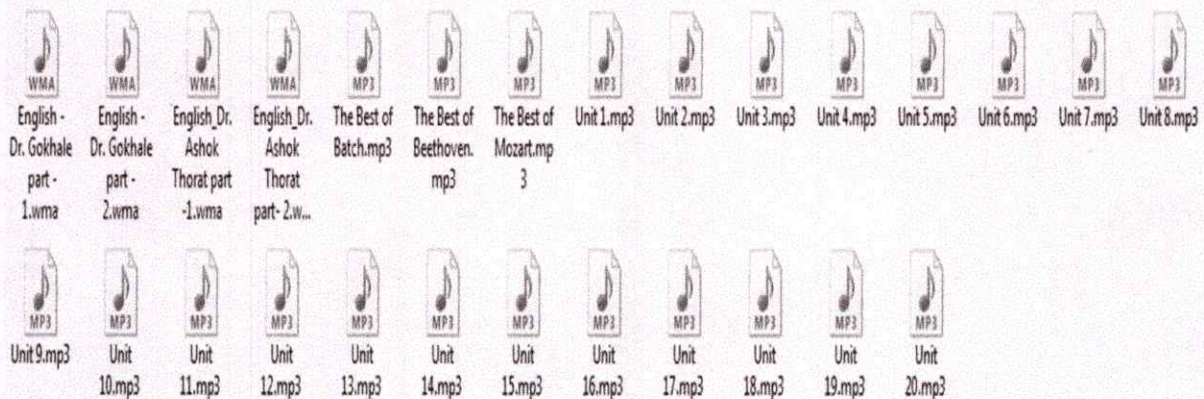 WMA
English -
Dr. Gokhale
part -
1.wma
WMA
English -
Dr. Gokhale
part -
2.wma
WMA
English_Dr.
Ashok
Thorat part
-1.wma
WMA
English_Dr.
Ashok
Thorat
part- 2.w...
MP3
The Best of
Batch.mp3
MP3
The Best of
Beethoven.
mp3
MP3
The Best of
Mozart.mp
3
MP3
Unit 1.mp3
MP3
Unit 2.mp3
MP3
Unit 3.mp3
MP3
Unit 4.mp3
MP3
Unit 5.mp3
MP3
Unit 6.mp3
MP3
Unit 7.mp3
MP3
Unit 8.mp3
MP3
Unit 9.mp3
MP3
Unit
10.mp3
MP3
Unit
11.mp3
MP3
Unit
12.mp3
MP3
Unit
13.mp3
MP3
Unit
14.mp3
MP3
Unit
15.mp3
MP3
Unit
16.mp3
MP3
Unit
17.mp3
MP3
Unit
18.mp3
MP3
Unit
19.mp3
MP3
Unit
20.mp3